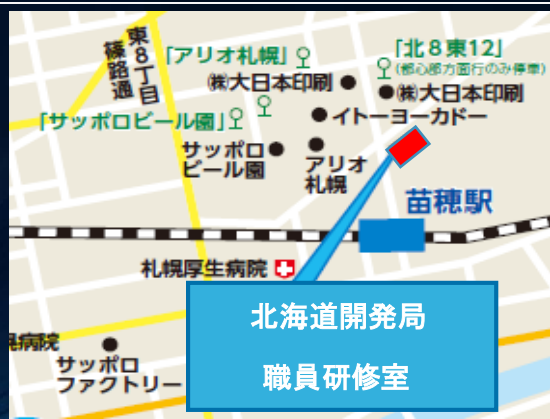 東8丁目
篠路通
「アリオ札幌」
「北8東12」
(都心部方面行のみ停車)
㈱大日本印刷
㈱大日本印刷
「サッポロビール園」
イトーヨーカドー
サッポロ
ビール園
アリオ
札幌
苗穂駅
札幌厚生病院
北海道開発局
職員研修室
病院
サッポロ
ファクトリー